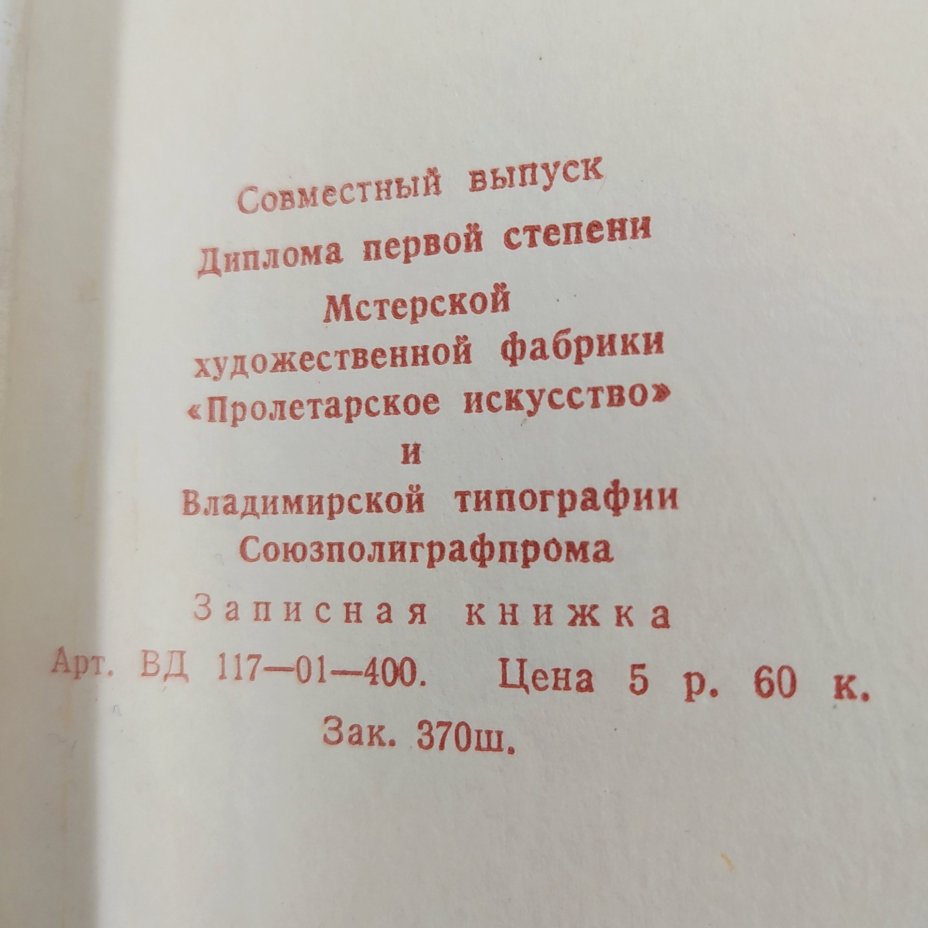 Совместный выпуск
Диплома первой степени
Мстерской
художественной фабрики
«Пролетарское искусство»
и
Владимирской типографии
Союзполиграфпрома
Записная книжка
Арт. ВД 117—01—400. Цена 5 р. 60 к.
Зак. 370ш.